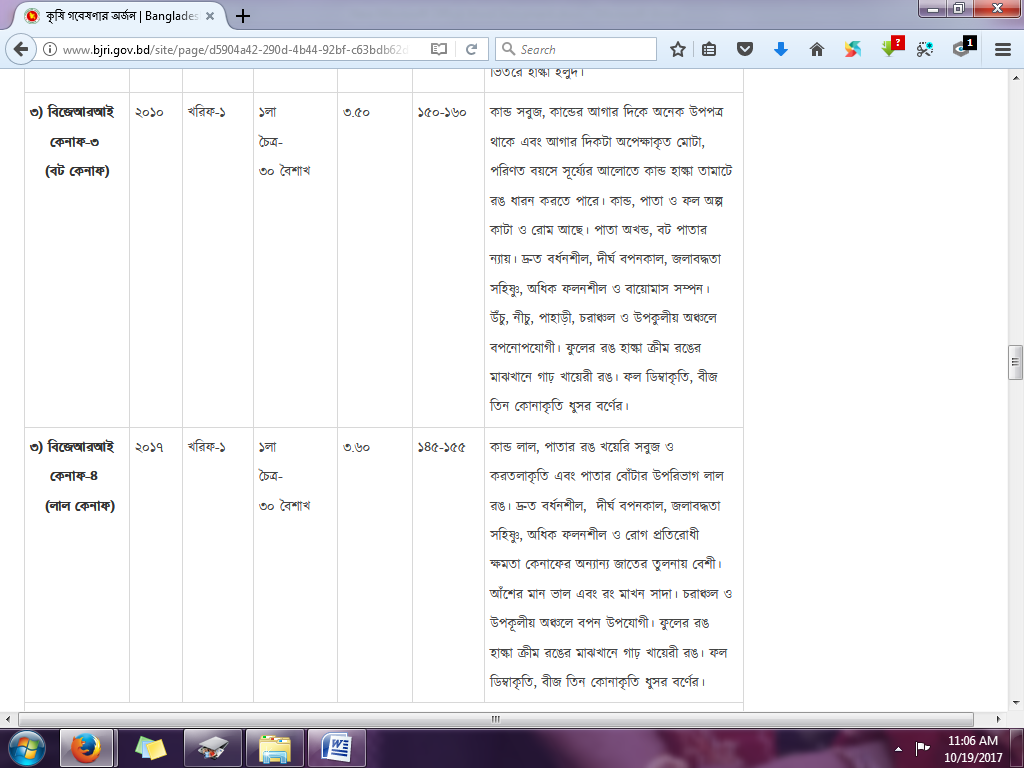 কৃষি গবেষণার অর্জন | Banglades
www.bjri.gov.bd/site/page/d5904a42-290d-4b44-92bf-c63bdb62d
Search
?
1
ভিতরে হাল্কা হলুদ।
৩) বিজেআরআই
কেনাফ-৩
(বট কেনাফ)
২০১০
খরিফ-১
১লা
চৈত্র-
৩০ বৈশাখ
৩.৫০
১৫০-১৬০
কান্ড সবুজ, কান্ডের আগার দিকে অনেক উপপত্র
থাকে এবং আগার দিকটা অপেক্ষাকৃত মোটা,
পরিণত বয়সে সূর্য্যের আলোতে কান্ড হাল্কা তামাটে
রঙ ধারন করতে পারে। কান্ড, পাতা ও ফল অল্প
কাটা ও রোম আছে। পাতা অখন্ড, বট পাতার
ন্যায়। দ্রুত বর্ধনশীল, দীর্ঘ বপনকাল, জলাবদ্ধতা
সহিষ্ণু, অধিক ফলনশীল ও বায়োমাস সম্পন।
উঁচু, নীচু, পাহাড়ী, চরাঞ্চল ও উপকুলীয় অঞ্চলে
বপনোপযোগী। ফুলের রঙ হাল্কা ক্রীম রঙের
মাঝখানে গাঢ় খায়েরী রঙ। ফল ডিম্বাকৃতি, বীজ
তিন কোনাকৃতি ধুসর বর্ণের।
৩) বিজেআরআই
কেনাফ-4
(লাল কেনাফ)
২০১৭
খরিফ-১
১লা
চৈত্র-
৩০ বৈশাখ
৩.৬০
১৪৫-১৫৫
কান্ড লাল, পাতার রঙ খয়েরি সবুজ ও
করতলাকৃতি এবং পাতার বোঁটার উপরিভাগ লাল
রঙ। দ্রুত বর্ধনশীল, দীর্ঘ বপনকাল, জলাবদ্ধতা
সহিষ্ণু, অধিক ফলনশীল ও রোগ প্রতিরোধী
ক্ষমতা কেনাফের অন্যান্য জাতের তুলনায় বেশী।
আঁশের মান ভাল এবং রং মাখন সাদা। চরাঞ্চল ও
উপকূলীয় অঞ্চলে বপন উপযোগী। ফুলের রঙ
হাল্কা ক্রীম রঙের মাঝখানে গাঢ় খায়েরী রঙ। ফল
ডিম্বাকৃতি, বীজ তিন কোনাকৃতি ধুসর বর্ণের।
11:06 AM
10/19/2017